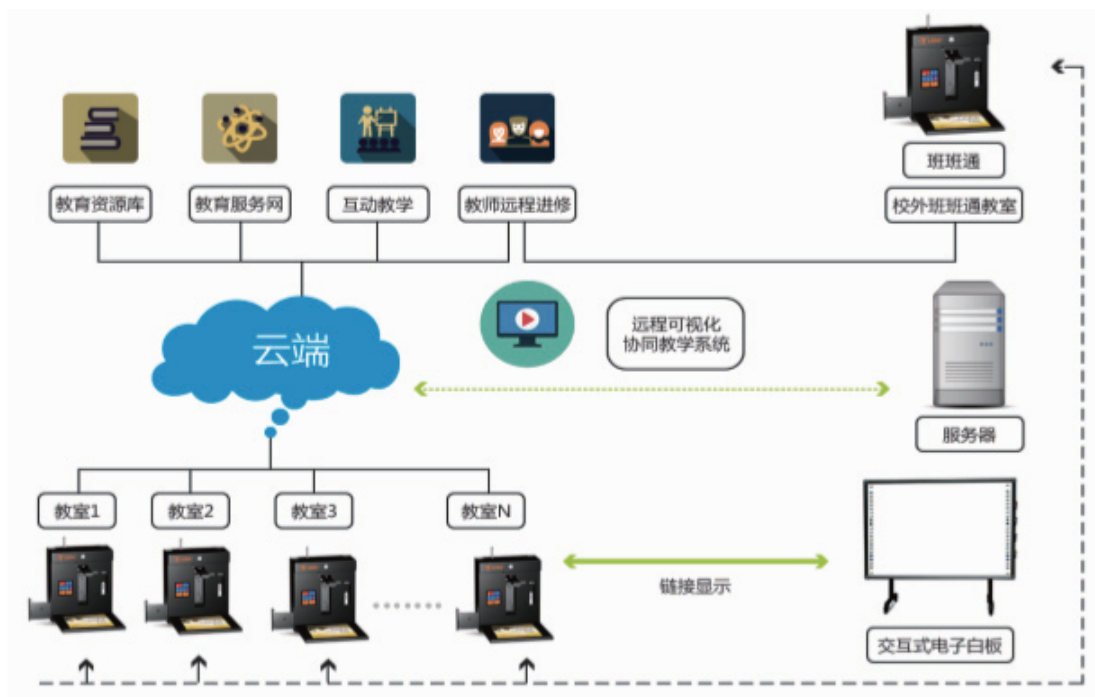 班班通
教育资源库
教育服务网
互动教学
教师远程进修
校外班班通教室
云端
远程可视化
协同教学系统
服务器
教室1
教室2
教室3
教室N
链接显示
交互式电子白板